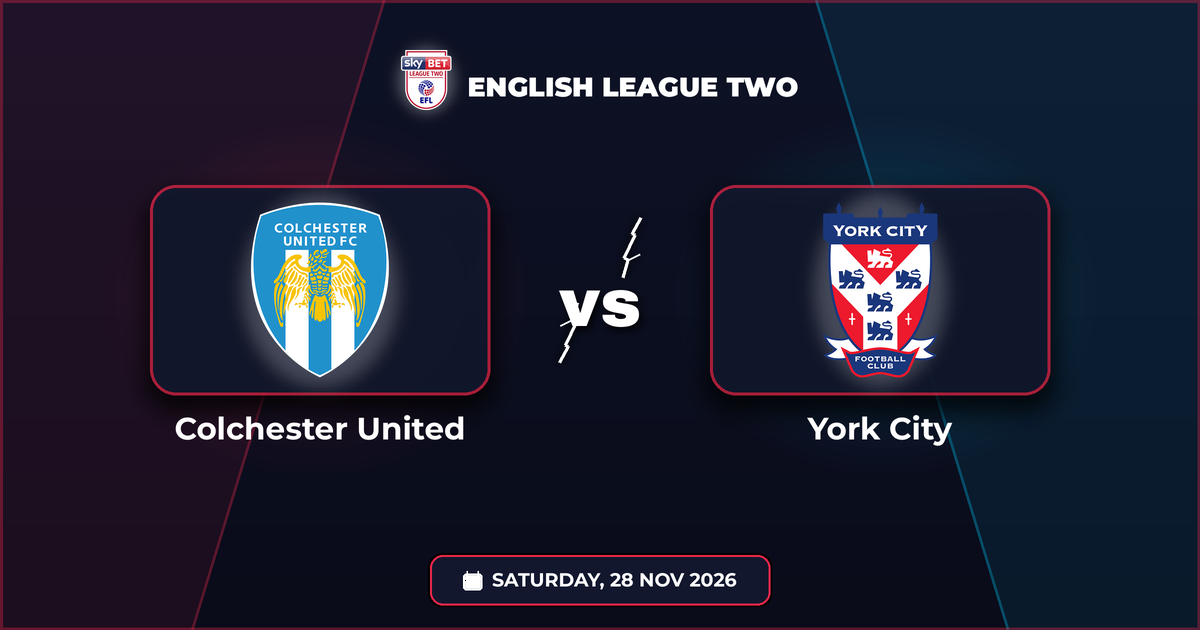 sky BET
LEAGUE TWO
EFL
ENGLISH LEAGUE TWO
COLCHESTER
UNITED FC
VS
YORK CITY
FOOTBALL
CLUB
Colchester United
York City
SATURDAY, 28 NOV 2026